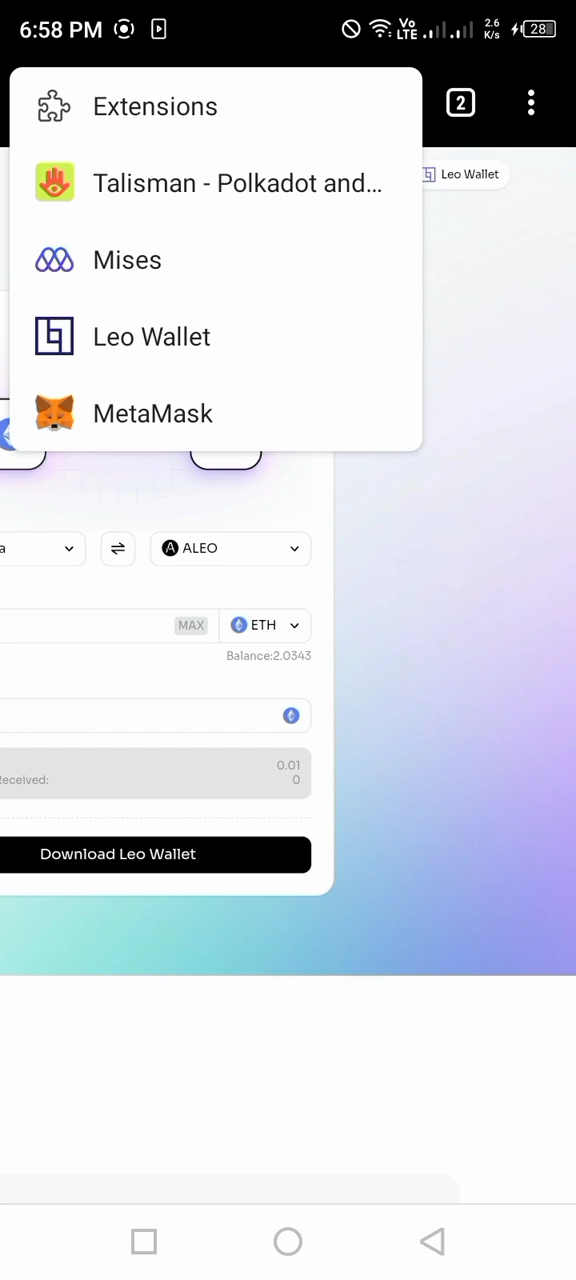 6:58 PM
Vo LTE
2.6 K/s
28
Extensions
2
Talisman - Polkadot and...
Leo Wallet
Mises
Leo Wallet
MetaMask
a
ALEO
MAX
ETH
Balance:2.0343
0.01
Received:
0
Download Leo Wallet